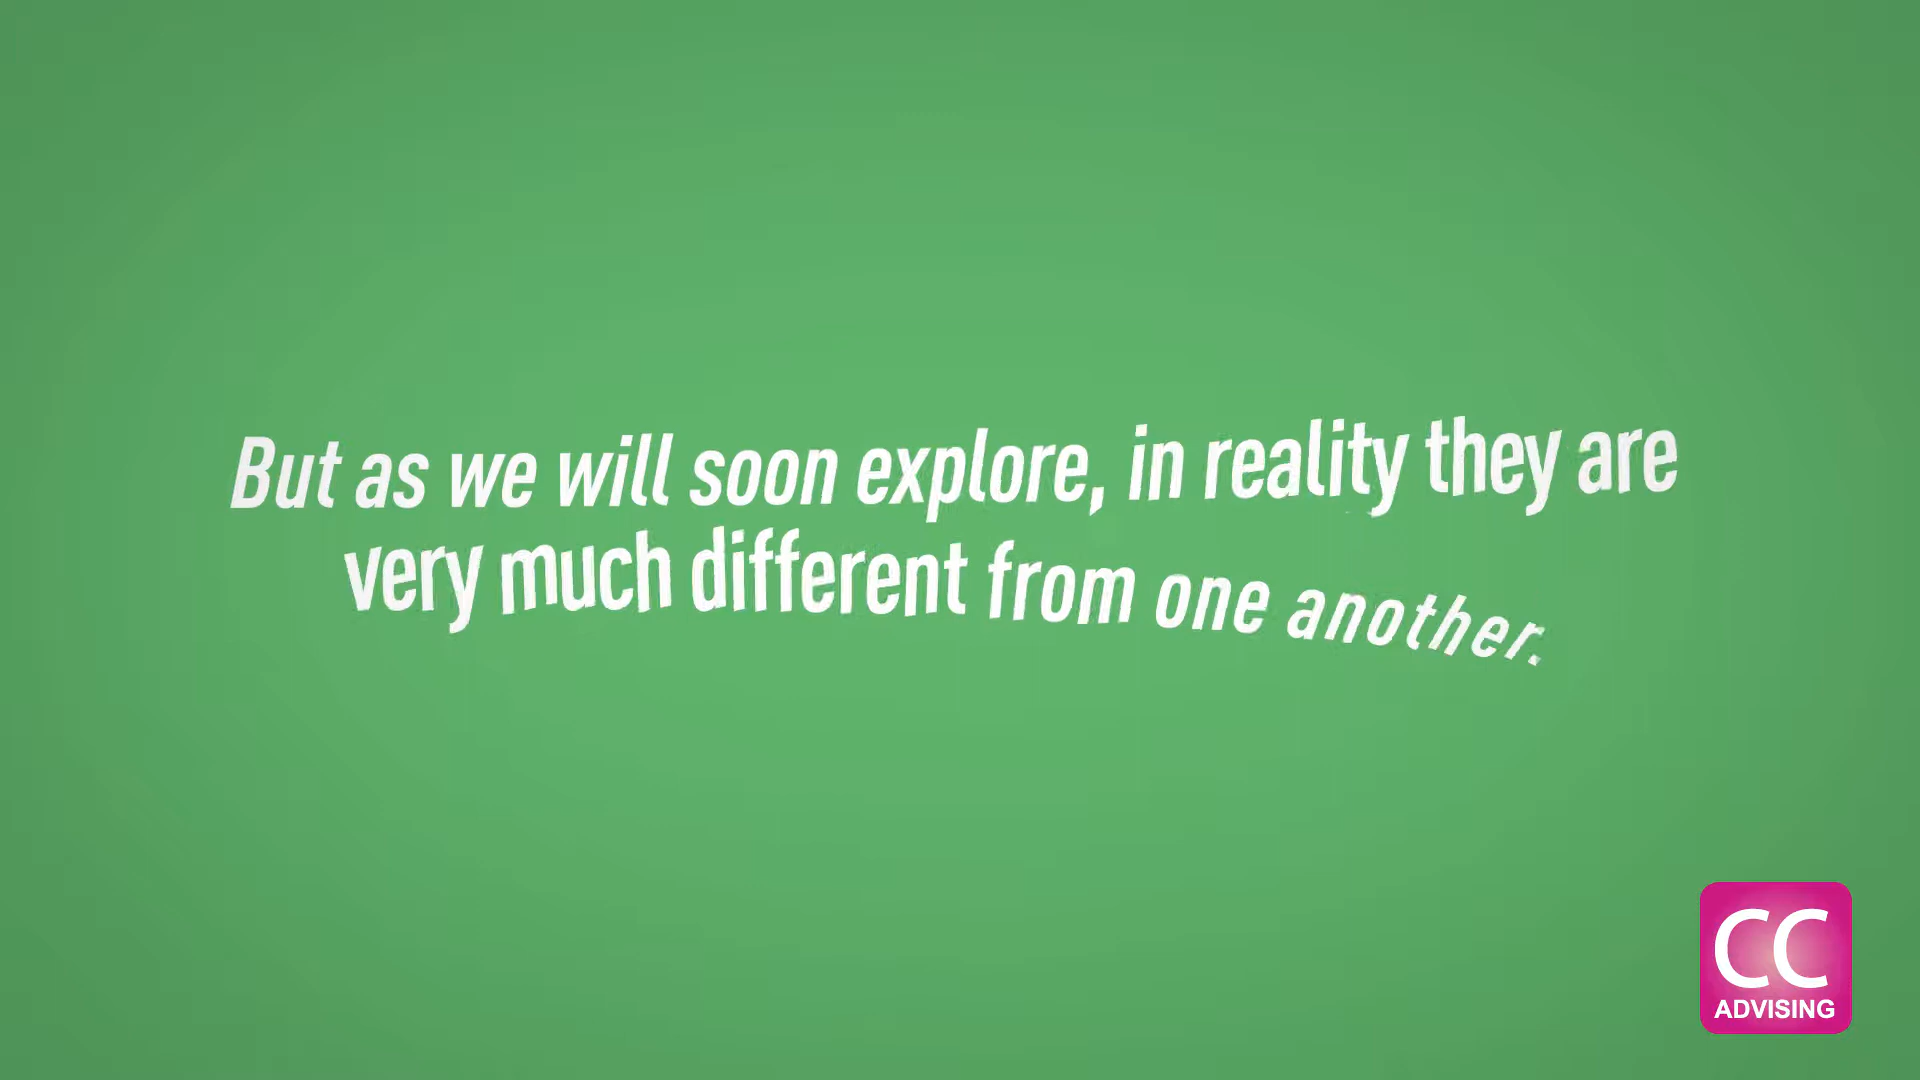 But as we will soon explore, in reality they are
very much different from one another.
CC
ADVISING